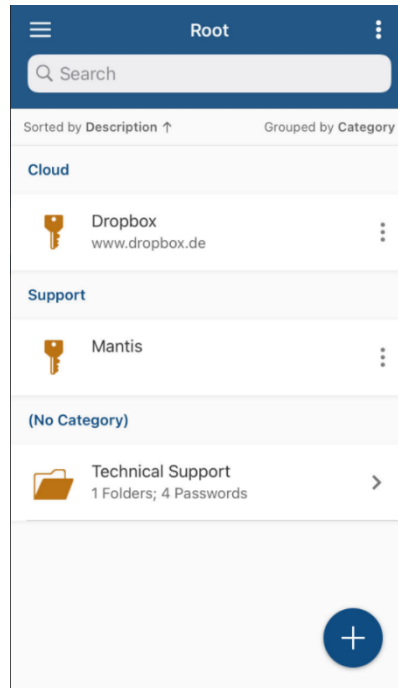 Root
Search
Sorted by Description ↑ Grouped by Category
Cloud
Dropbox
www.dropbox.de
Support
Mantis
(No Category)
Technical Support
1 Folders; 4 Passwords